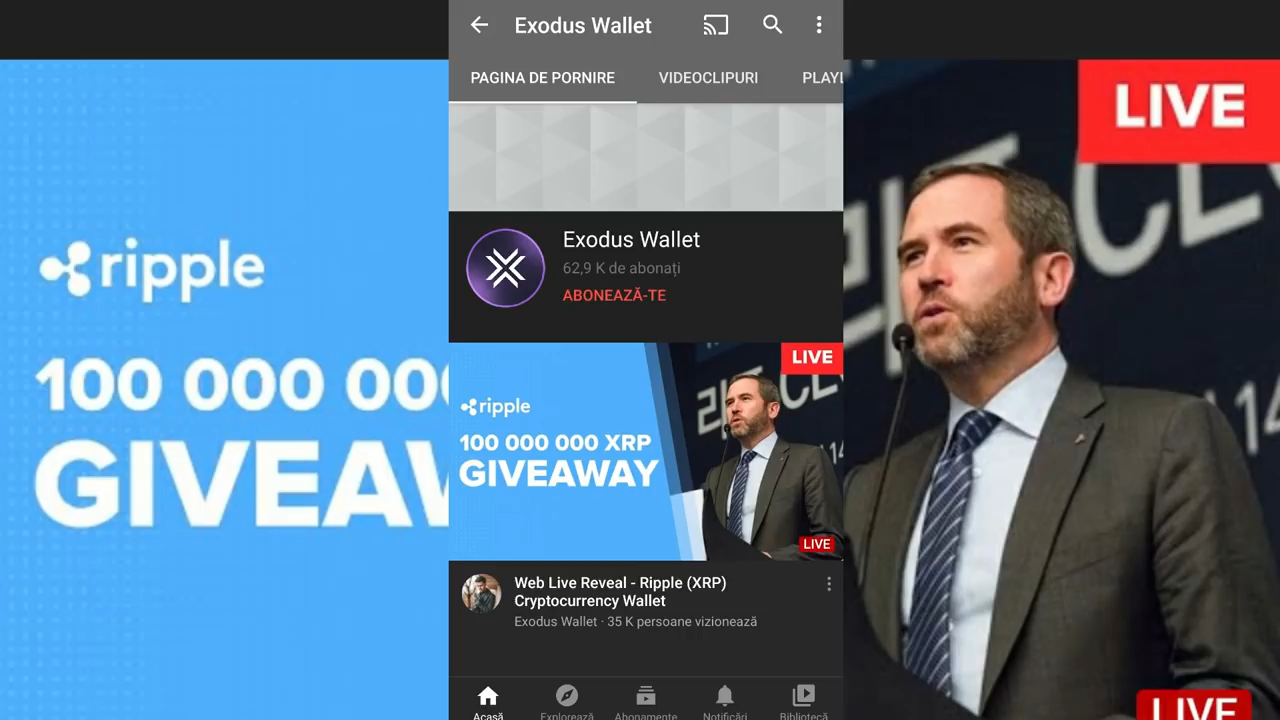 Exodus Wallet
PAGINA DE PORNIRE
VIDEOCLIPURI
Exodus Wallet
62,9 K de abonați
ABONEAZĂ-TE
ripple
100 000 000 XRP
GIVEAWAY
LIVE
LIVE
Web Live Reveal - Ripple (XRP)
Cryptocurrency Wallet
Exodus Wallet · 35 K persoane vizionează
Acasă
Explorează
Abonamente
Notificări
Bibliotecă
ripple
100 000
LIVE
LIVE